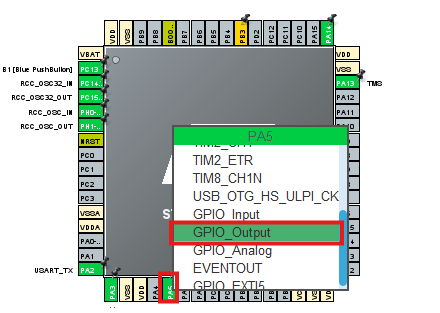 VDD
VSS
PB9
PB8
BOO..
PB7
PB6
PB5
PB4
PB3
PD2
PC12
PC11
PC10
PA15
PA14
VBAT
B1 [Blue PushButton] PC13
RCC_OSC32_IN PC14..
RCC_OSC32_OUT PC15..
RCC_OSC_IN PH0-..
RCC_OSC_OUT PH1-..
NRST
PC0
PC1
PC2
PC3
VSSA
VDDA
PA0-..
PA1
USART_TX PA2
VDD
VSS
PA13 TMS
PA12
PA11
PA5
TIM2_ETR
TIM8_CH1N
USB_OTG_HS_ULPI_CK
GPIO_Input
GPIO_Output
GPIO_Analog
EVENTOUT
GPIO_EXTI5
PA3
VSS
VDD
PA4
PA5